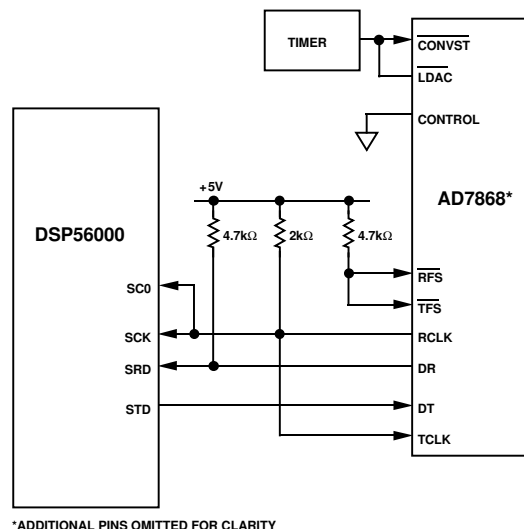 TIMER
CONVST
LDAC
CONTROL
+5V
AD7868*
DSP56000
4.7kΩ
2kΩ
4.7kΩ
SC0
RFS
TFS
SCK
RCLK
SRD
DR
STD
DT
TCLK
*ADDITIONAL PINS OMITTED FOR CLARITY